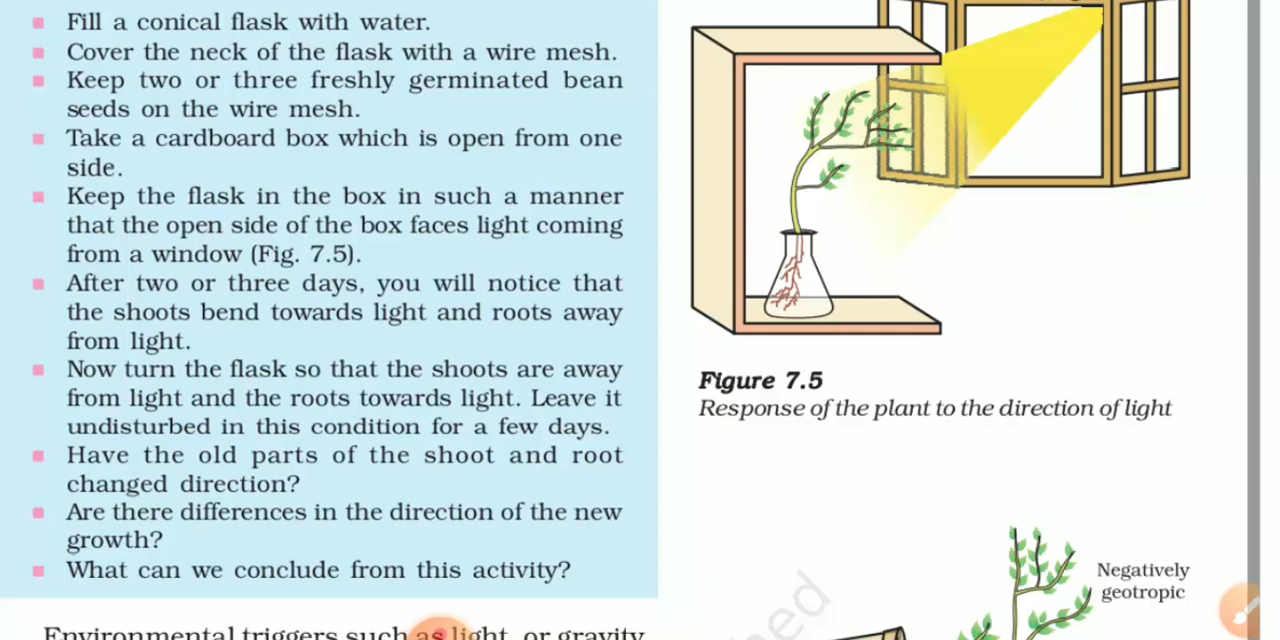 Fill a conical flask with water.
Cover the neck of the flask with a wire mesh.
Keep two or three freshly germinated bean
seeds on the wire mesh.
Take a cardboard box which is open from one
side.
Keep the flask in the box in such a manner
that the open side of the box faces light coming
from a window (Fig. 7.5).
After two or three days, you will notice that
the shoots bend towards light and roots away
from light.
Now turn the flask so that the shoots are away
from light and the roots towards light. Leave it
undisturbed in this condition for a few days.
Have the old parts of the shoot and root
changed direction?
Are there differences in the direction of the new
growth?
What can we conclude from this activity?
Environmental triggers such as light, or gravity
Figure 7.5
Response of the plant to the direction of light
Negatively
geotropic